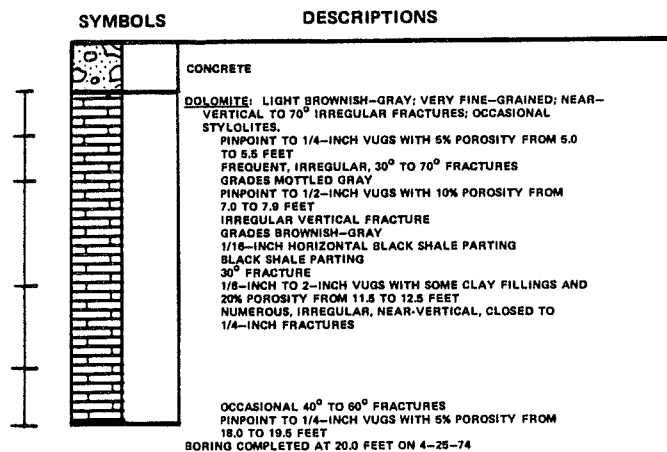 SYMBOLS
DESCRIPTIONS
CONCRETE
DOLOMITE: LIGHT BROWNISH-GRAY; VERY FINE-GRAINED; NEAR-
VERTICAL TO 70° IRREGULAR FRACTURES; OCCASIONAL
STYLOLITES.
PINPOINT TO 1/4-INCH VUGS WITH 5% POROSITY FROM 5.0
TO 5.5 FEET
FREQUENT, IRREGULAR, 30° TO 70° FRACTURES
GRADES MOTTLED GRAY
PINPOINT TO 1/2-INCH VUGS WITH 10% POROSITY FROM
7.0 TO 7.9 FEET
IRREGULAR VERTICAL FRACTURE
GRADES BROWNISH-GRAY
1/16-INCH HORIZONTAL BLACK SHALE PARTING
BLACK SHALE PARTING
30° FRACTURE
1/8-INCH TO 2-INCH VUGS WITH SOME CLAY FILLINGS AND
20% POROSITY FROM 11.5 TO 12.5 FEET
NUMEROUS, IRREGULAR, NEAR-VERTICAL, CLOSED TO
1/4-INCH FRACTURES
OCCASIONAL 40° TO 60° FRACTURES
PINPOINT TO 1/4-INCH VUGS WITH 5% POROSITY FROM
18.0 TO 19.5 FEET
BORING COMPLETED AT 20.0 FEET ON 4-25-74